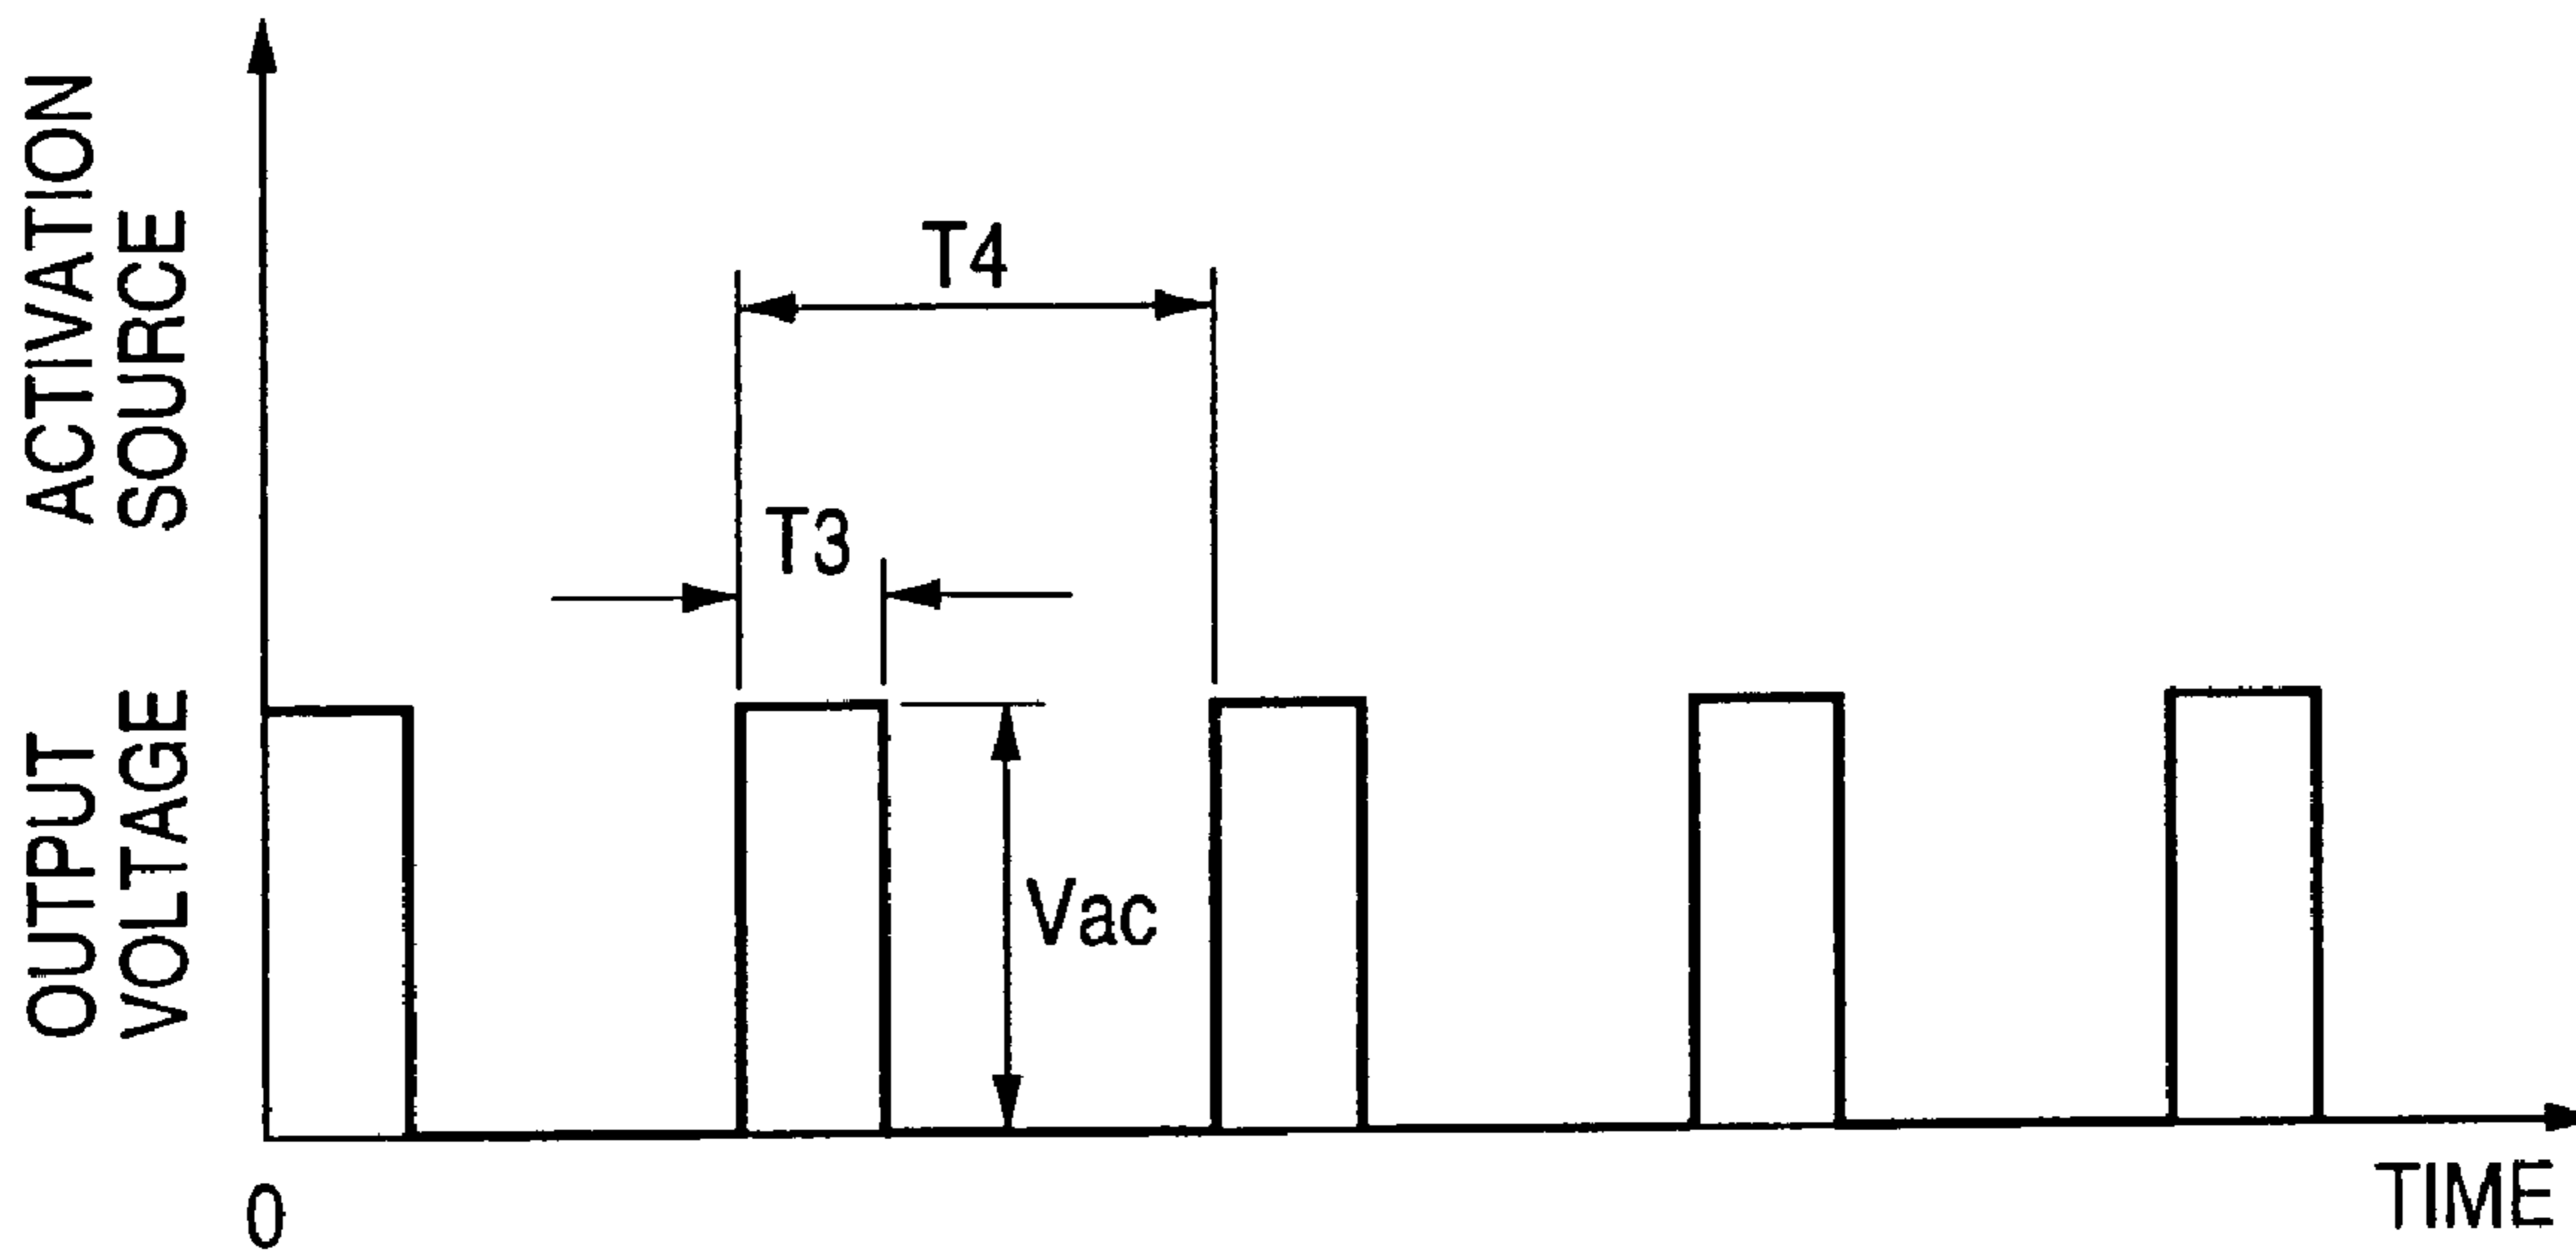 ACTIVATION SOURCE
OUTPUT VOLTAGE
T4
T3
Vac
0
TIME